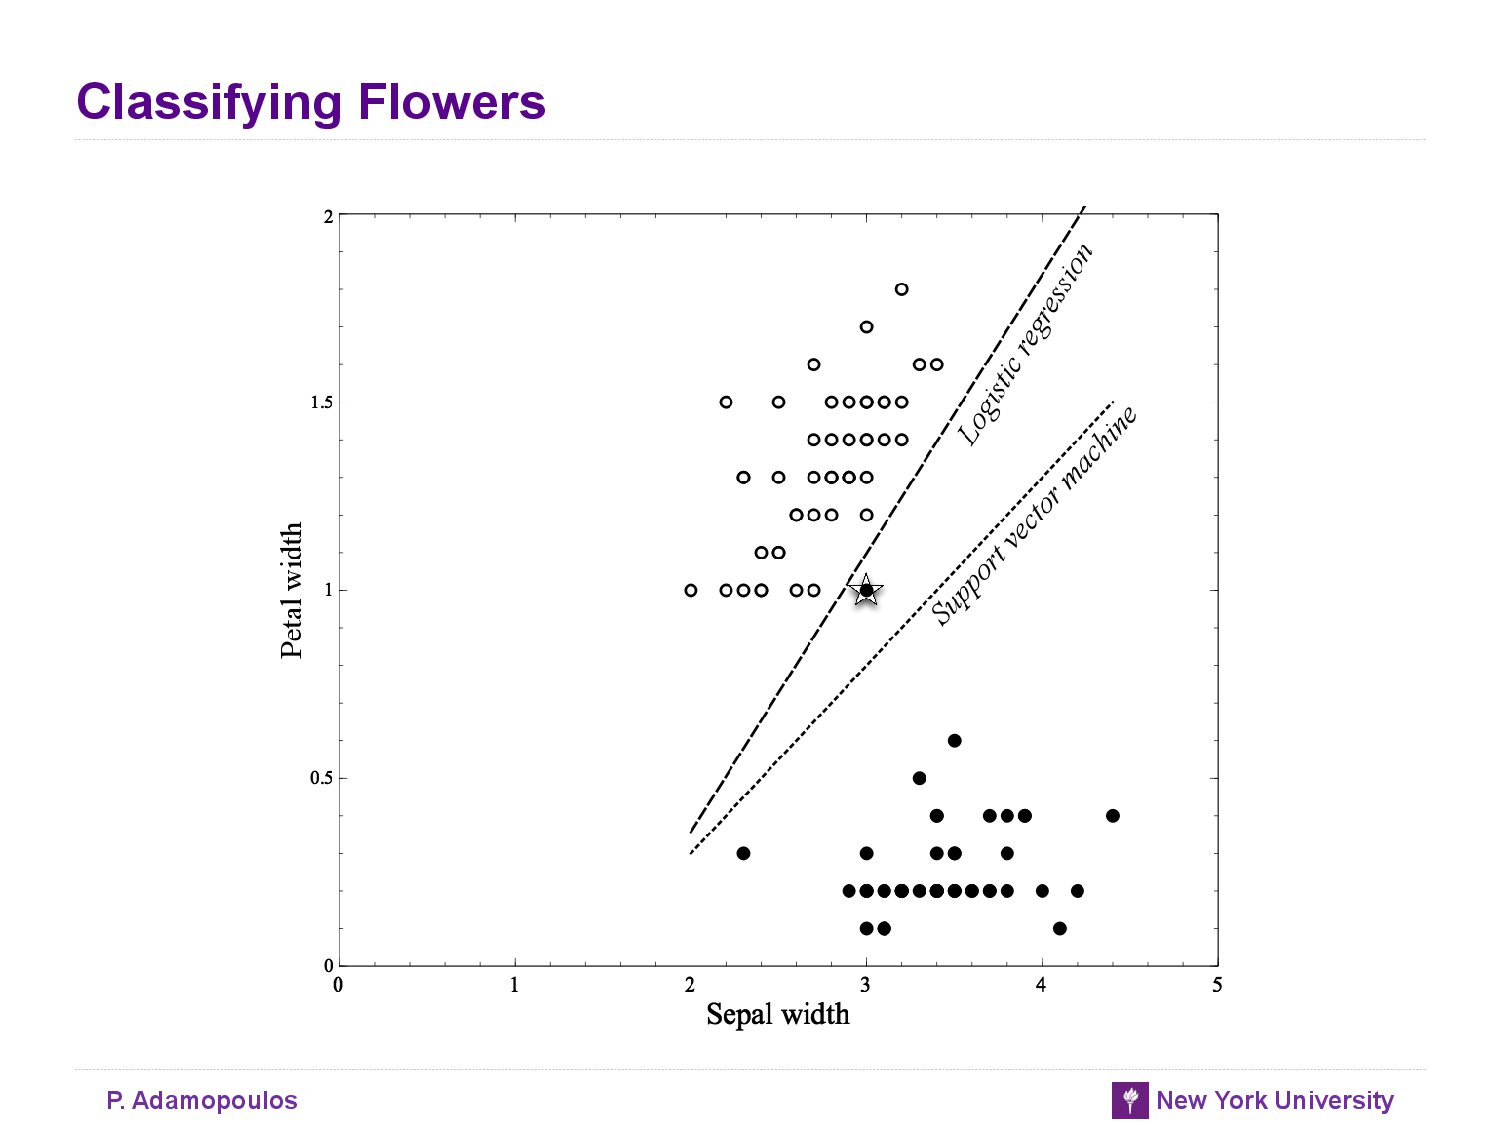 Classifying Flowers
2
1.5
1
0.5
0
Petal width
Logistic regression
Support vector machine
0 1 2 3 4 5
Sepal width
P. Adamopoulos
New York University